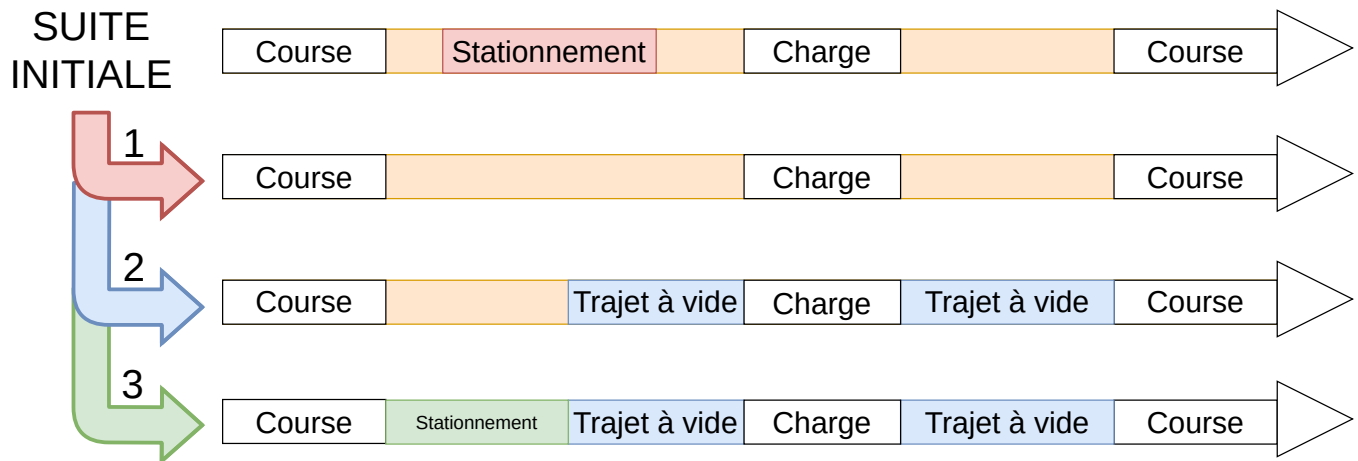 SUITE
INITIALE
Course Stationnement Charge Course
1
Course Charge Course
2
Course Trajet à vide Charge Trajet à vide Course
3
Course Stationnement Trajet à vide Charge Trajet à vide Course